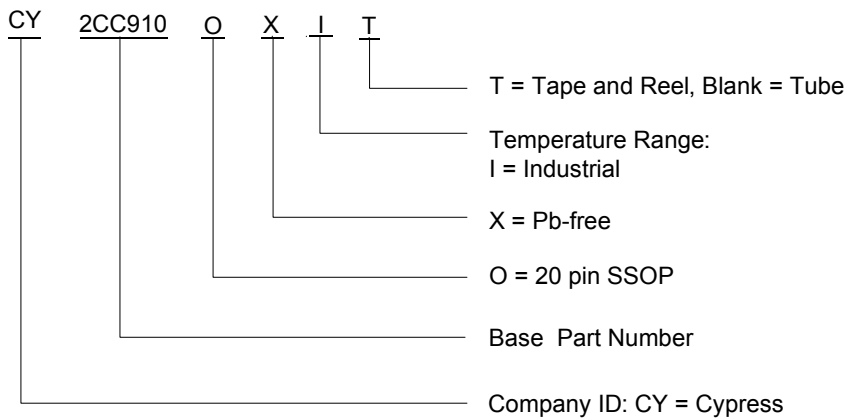 CY 2CC910 O X I T
T = Tape and Reel, Blank = Tube
Temperature Range:
I = Industrial
X = Pb-free
O = 20 pin SSOP
Base Part Number
Company ID: CY = Cypress